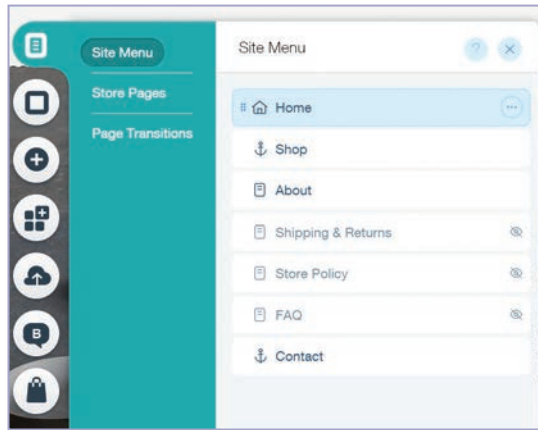 Site Menu
Store Pages
Page Transitions
Site Menu
?
Home
Shop
About
Shipping & Returns
Store Policy
FAQ
Contact
B